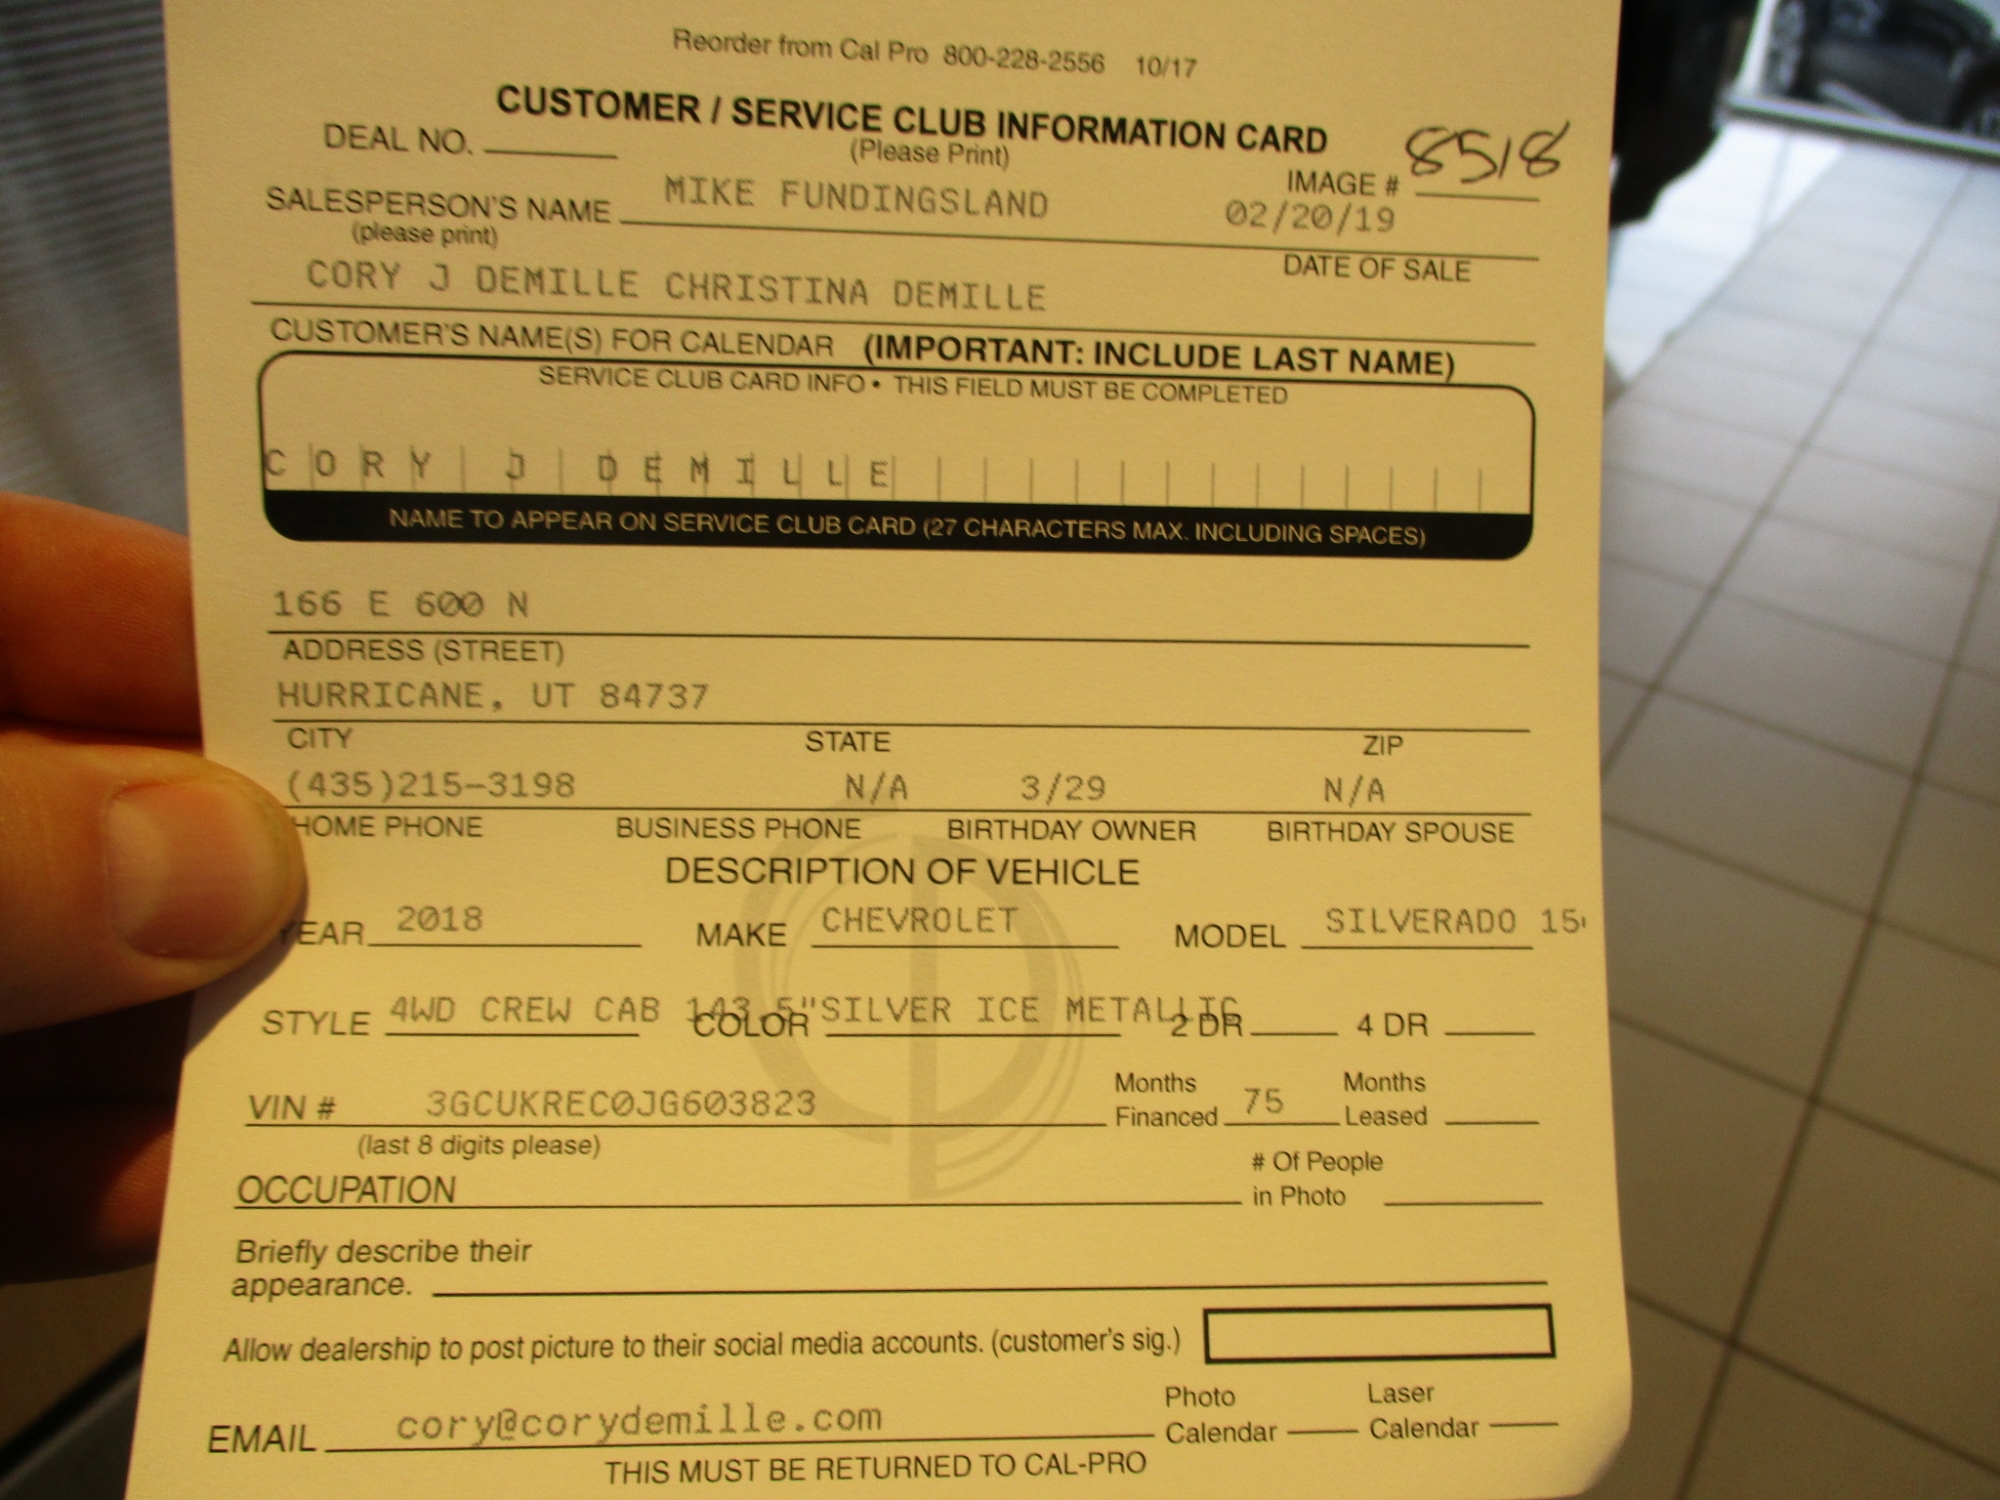 Reorder from Cal Pro 800-228-2556 10/17
CUSTOMER / SERVICE CLUB INFORMATION CARD
DEAL NO. (Please Print) 8518
IMAGE #
SALESPERSON'S NAME MIKE FUNDINGSLAND 02/20/19
(please print) DATE OF SALE
CORY J DEMILLE CHRISTINA DEMILLE
CUSTOMER'S NAME(S) FOR CALENDAR (IMPORTANT: INCLUDE LAST NAME)
SERVICE CLUB CARD INFO • THIS FIELD MUST BE COMPLETED
CORY J DEMILLE
NAME TO APPEAR ON SERVICE CLUB CARD (27 CHARACTERS MAX. INCLUDING SPACES)
166 E 600 N
ADDRESS (STREET)
HURRICANE, UT 84737
CITY STATE ZIP
(435)215-3198 N/A 3/29 N/A
HOME PHONE BUSINESS PHONE BIRTHDAY OWNER BIRTHDAY SPOUSE
DESCRIPTION OF VEHICLE
YEAR 2018 MAKE CHEVROLET MODEL SILVERADO 15
STYLE 4WD CREW CAB 143.5" COLOR SILVER ICE METALLIC 2 DR 4 DR
VIN # 3GCUKREC0JG603823 Months Financed 75 Months Leased
(last 8 digits please)
OCCUPATION # Of People in Photo
Briefly describe their
appearance.
Allow dealership to post picture to their social media accounts. (customer's sig.)
EMAIL cory@corydemille.com Photo Calendar Laser Calendar
THIS MUST BE RETURNED TO CAL-PRO